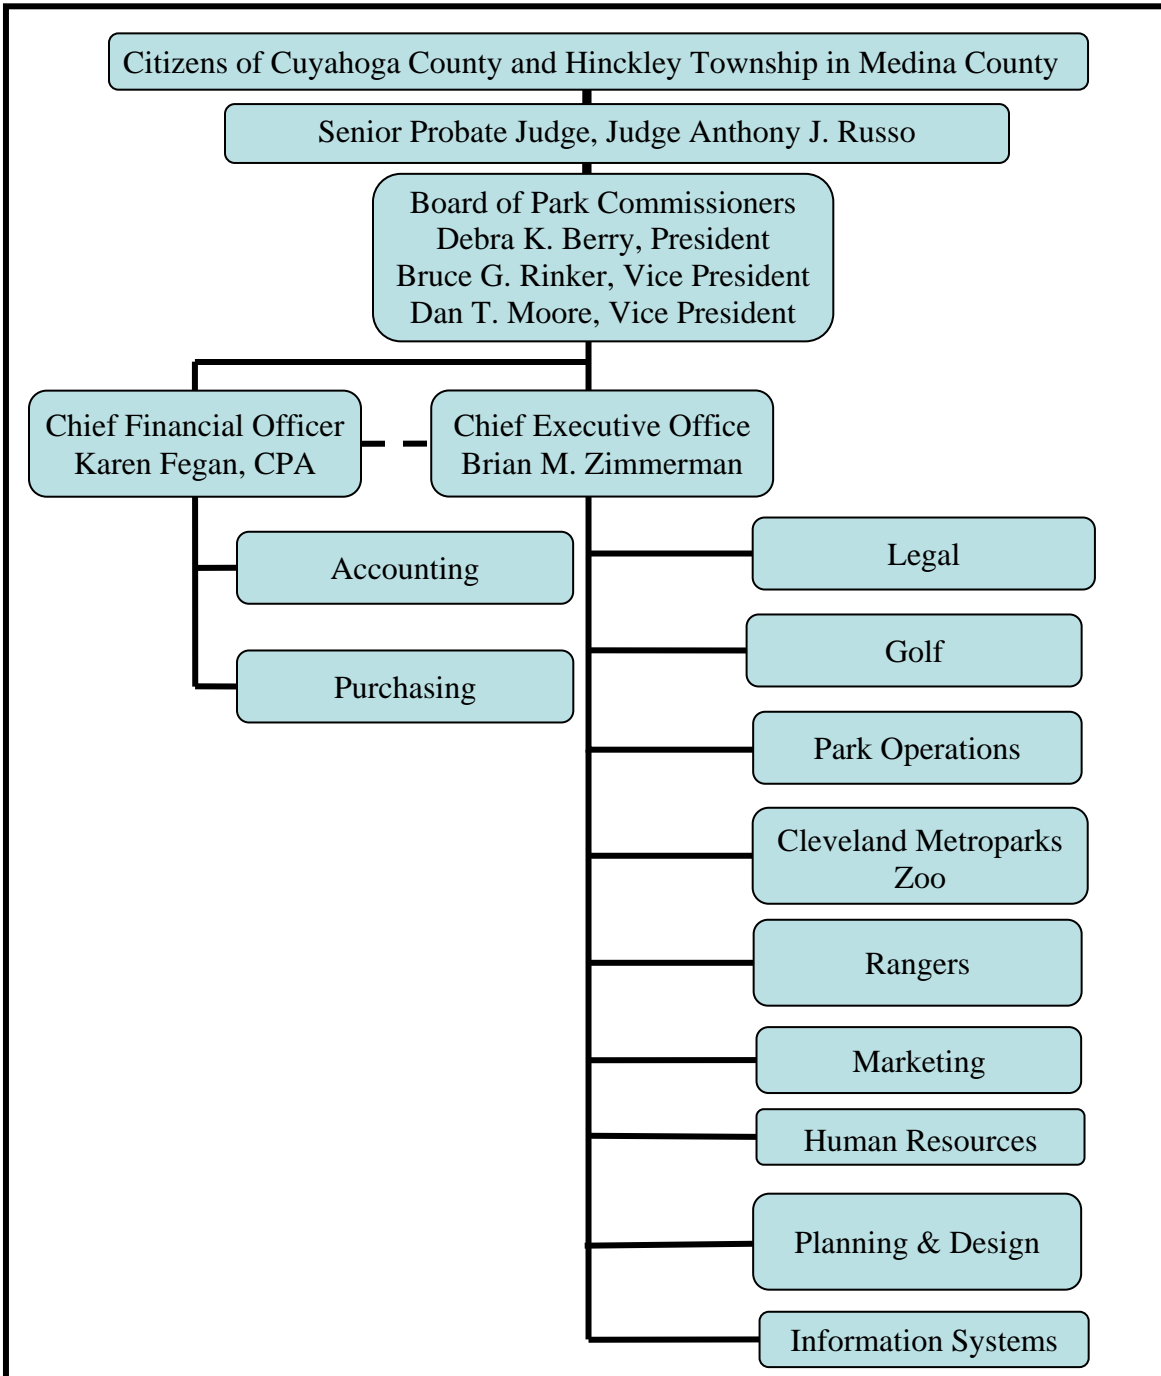 Citizens of Cuyahoga County and Hinckley Township in Medina County
Senior Probate Judge, Judge Anthony J. Russo
Board of Park Commissioners
Debra K. Berry, President
Bruce G. Rinker, Vice President
Dan T. Moore, Vice President
Chief Financial Officer
Karen Fegan, CPA
Chief Executive Office
Brian M. Zimmerman
Accounting
Purchasing
Legal
Golf
Park Operations
Cleveland Metroparks
Zoo
Rangers
Marketing
Human Resources
Planning & Design
Information Systems